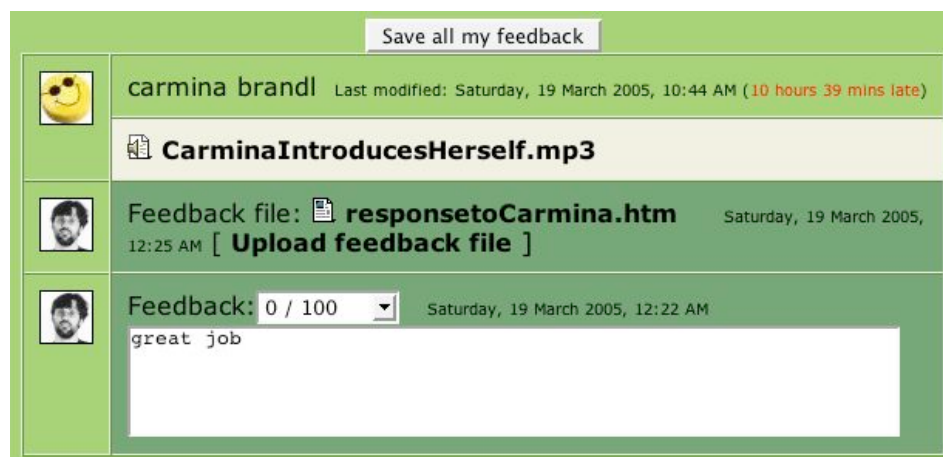 Save all my feedback
carmina brandl Last modified: Saturday, 19 March 2005, 10:44 AM (10 hours 39 mins late)
CarminaIntroducesHerself.mp3
Feedback file: responsetoCarmina.htm Saturday, 19 March 2005,
12:25 AM [ Upload feedback file ]
Feedback: 0 / 100 Saturday, 19 March 2005, 12:22 AM
great job